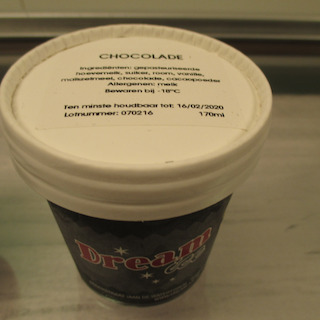 CHOCOLADE
Ingrediënten: gepasteuriseerde
hoevemelk, suiker, room, vanille,
maïszetmeel, chocolade, cacaopoeder
Allergenen: melk
Bewaren bij -18°C
Ten minste houdbaar tot: 16/02/2020
Lotnummer: 070216 170ml
Dream